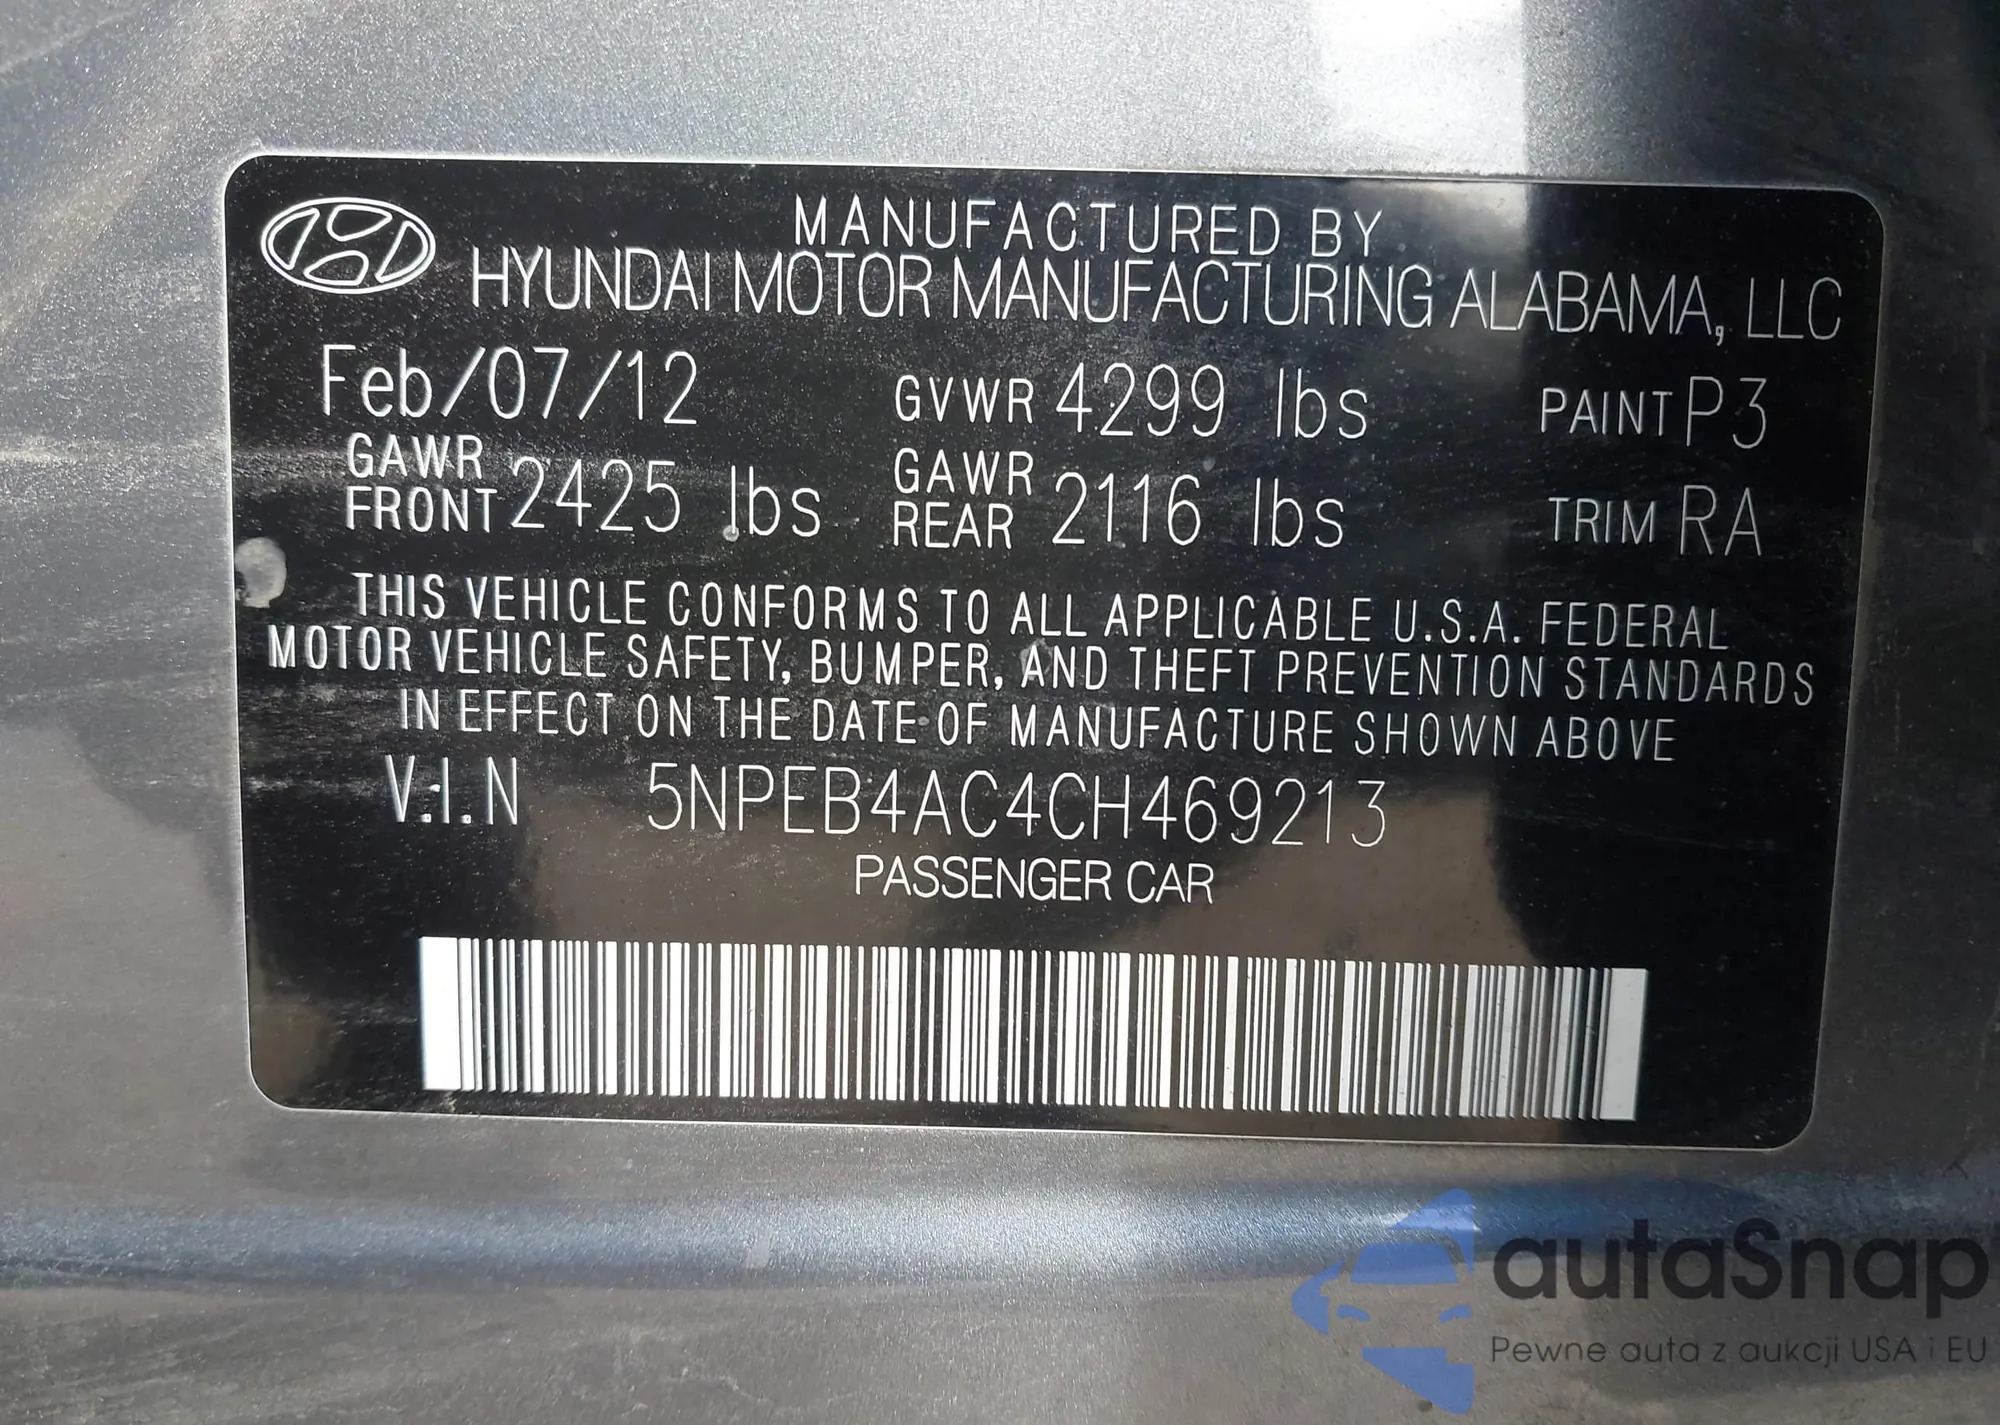 MANUFACTURED BY
HYUNDAI MOTOR MANUFACTURING ALABAMA, LLC
Feb/07/12 GVWR 4299 lbs PAINT P3
GAWR FRONT 2425 lbs GAWR REAR 2116 lbs TRIM RA
THIS VEHICLE CONFORMS TO ALL APPLICABLE U.S.A. FEDERAL
MOTOR VEHICLE SAFETY, BUMPER, AND THEFT PREVENTION STANDARDS
IN EFFECT ON THE DATE OF MANUFACTURE SHOWN ABOVE
V.I.N 5NPEB4AC4CH469213
PASSENGER CAR
autaSnap
Pewne auta z aukcji USA i EU